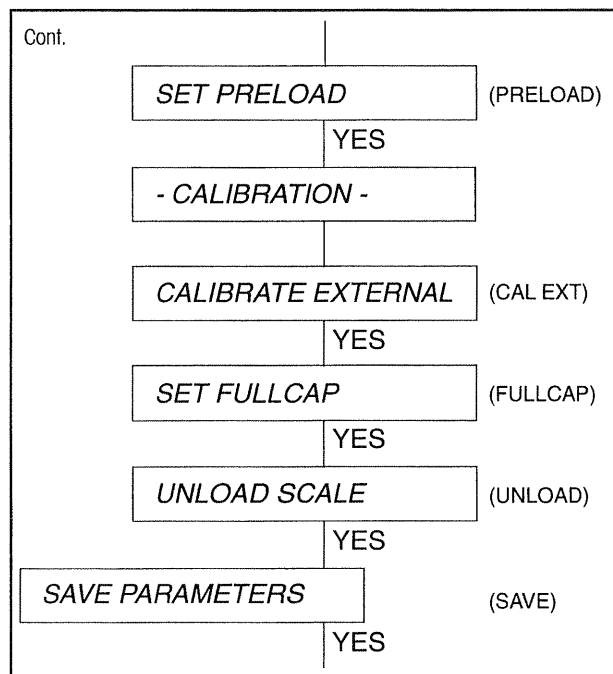 Cont.
SET PRELOAD (PRELOAD)
YES
- CALIBRATION -
CALIBRATE EXTERNAL (CAL EXT)
YES
SET FULLCAP (FULLCAP)
YES
UNLOAD SCALE (UNLOAD)
YES
SAVE PARAMETERS (SAVE)
YES